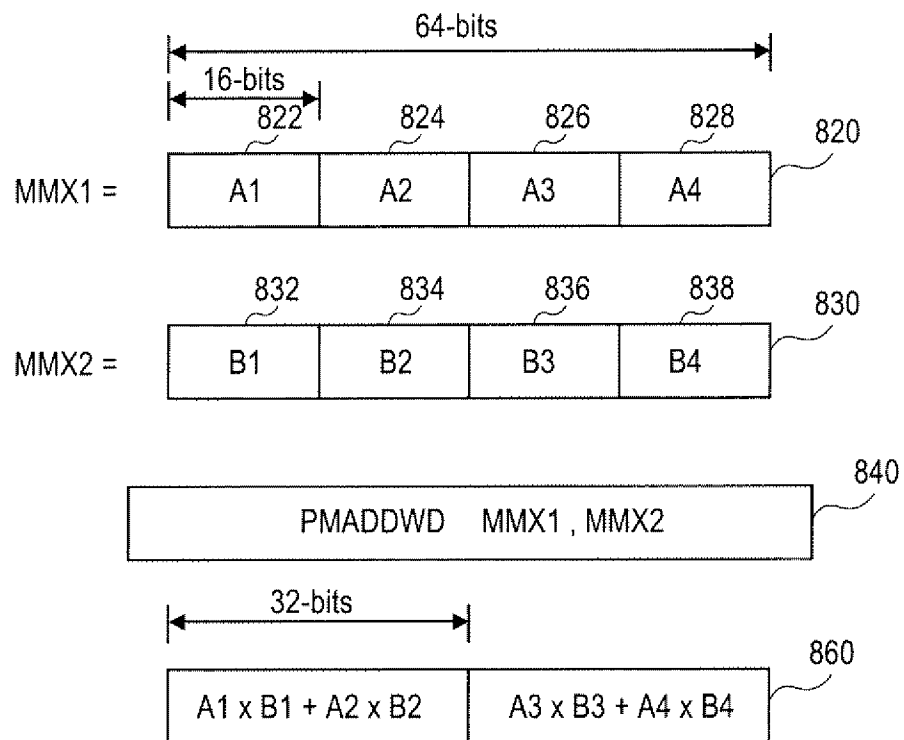 64-bits
16-bits
822 824 826 828 820
MMX1 = A1 A2 A3 A4
832 834 836 838 830
MMX2 = B1 B2 B3 B4
840
PMADDWD MMX1 , MMX2
32-bits
860
A1 x B1 + A2 x B2 A3 x B3 + A4 x B4